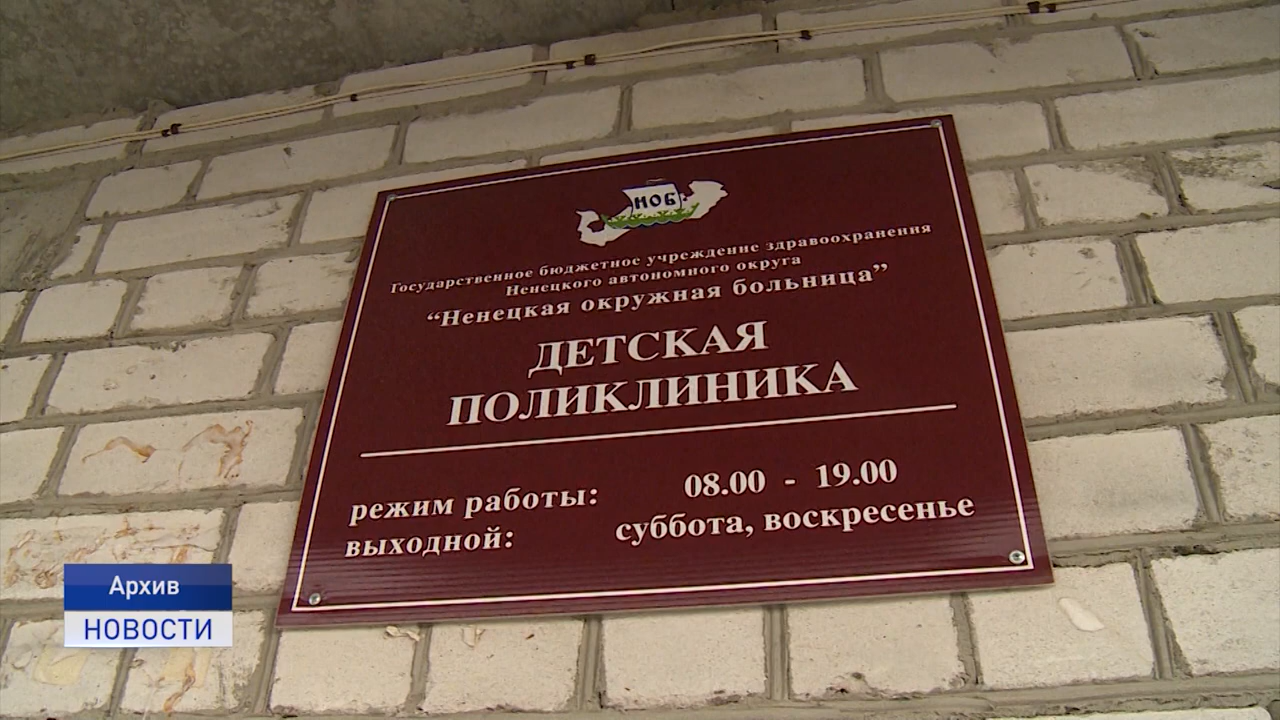 НОБ
Государственное бюджетное учреждение здравоохранения
Ненецкого автономного округа
“Ненецкая окружная больница”
ДЕТСКАЯ
ПОЛИКЛИНИКА
режим работы: 08.00 - 19.00
выходной: суббота, воскресенье
Архив
НОВОСТИ